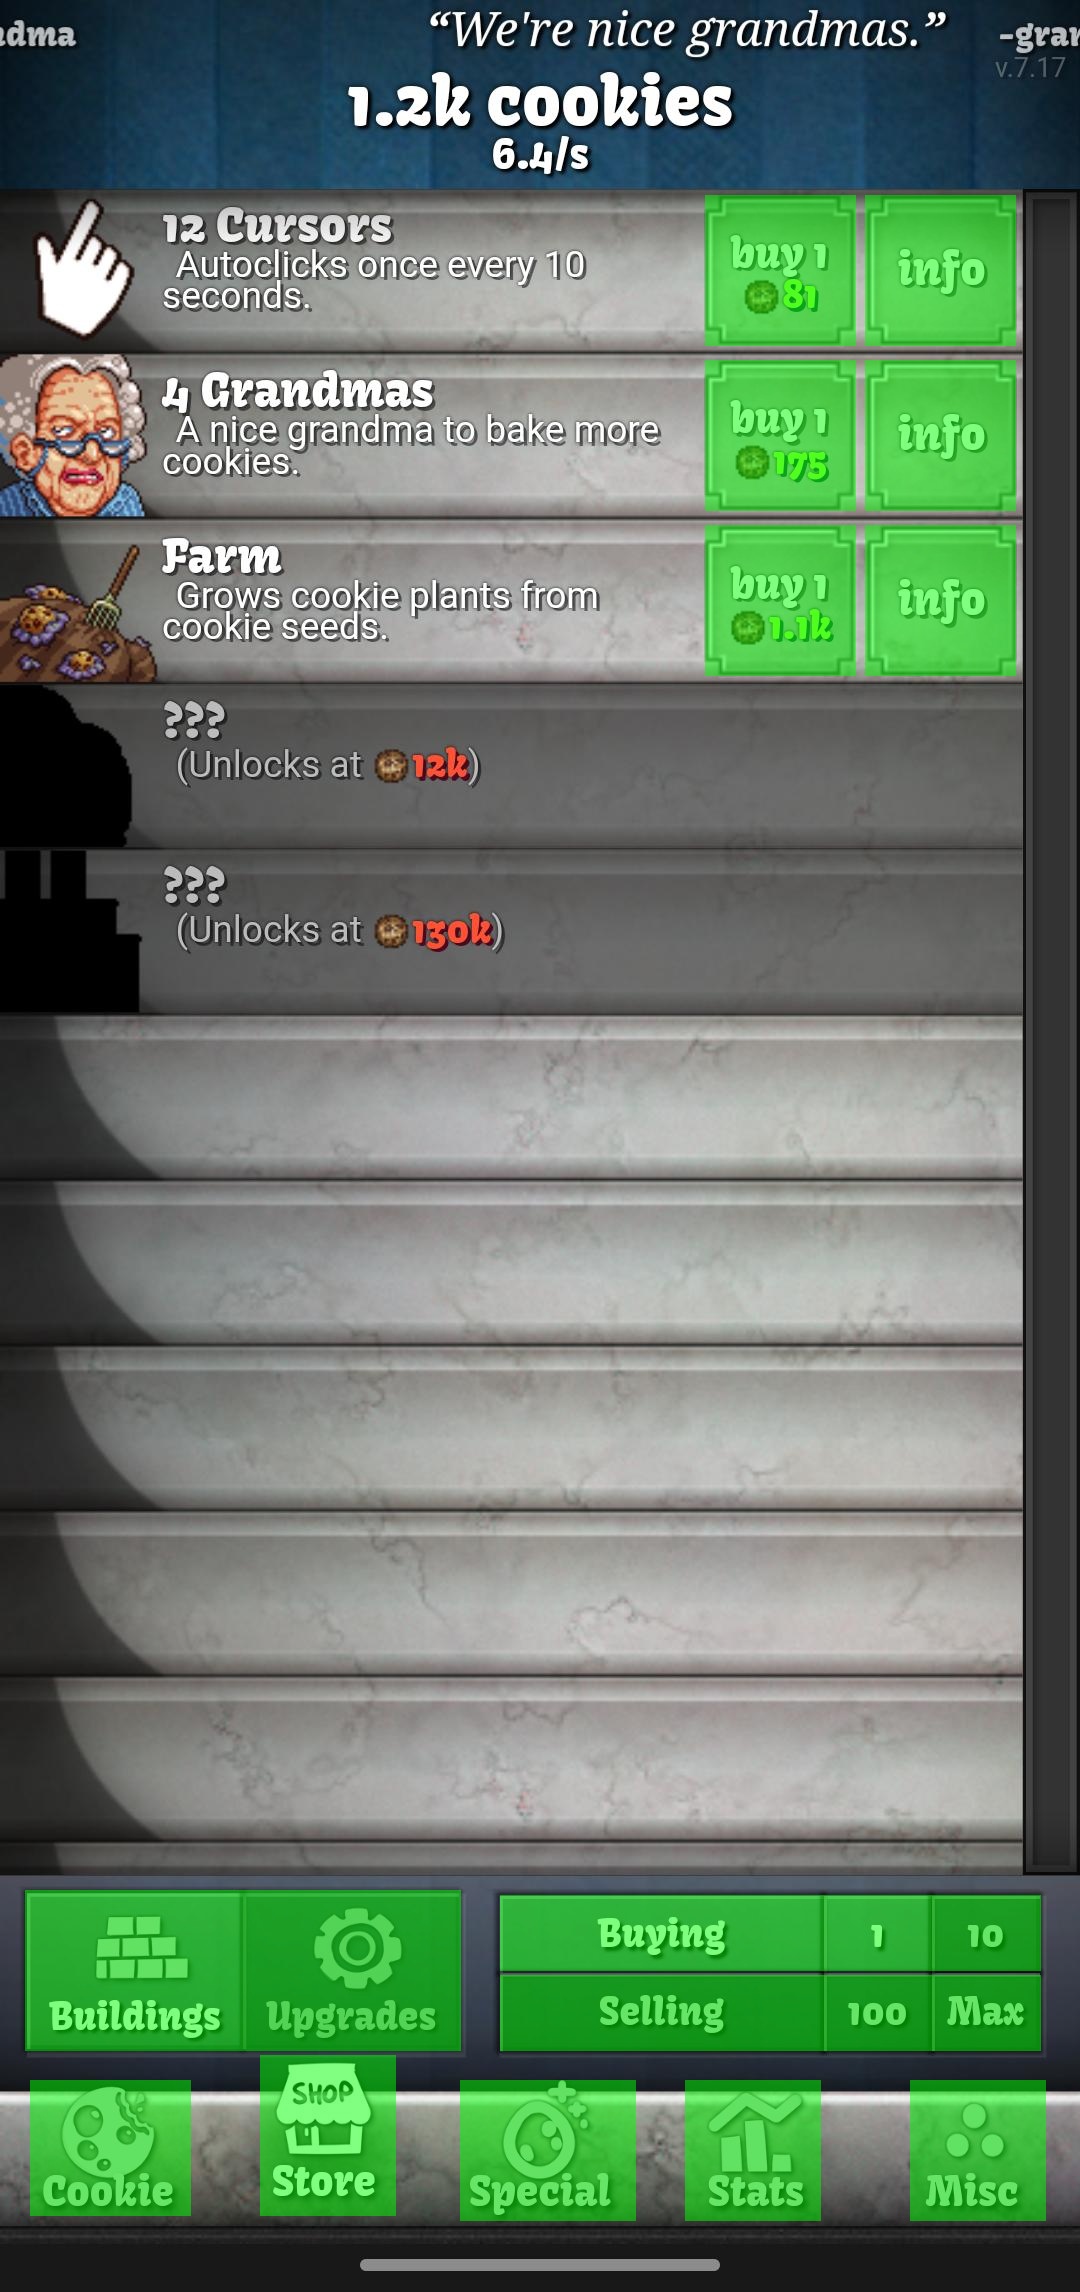 ndma “We're nice grandmas.” -gran
v.7.17
1.2k cookies
6.4/s
12 Cursors
Autoclicks once every 10
seconds.
buy 1
81
info
4 Grandmas
A nice grandma to bake more
cookies.
buy 1
175
info
Farm
Grows cookie plants from
cookie seeds.
buy 1
1.1k
info
???
(Unlocks at 12k)
???
(Unlocks at 130k)
Buildings
Upgrades
Buying 1 10
Selling 100 Max
Cookie
SHOP
Store
Special
Stats
Misc